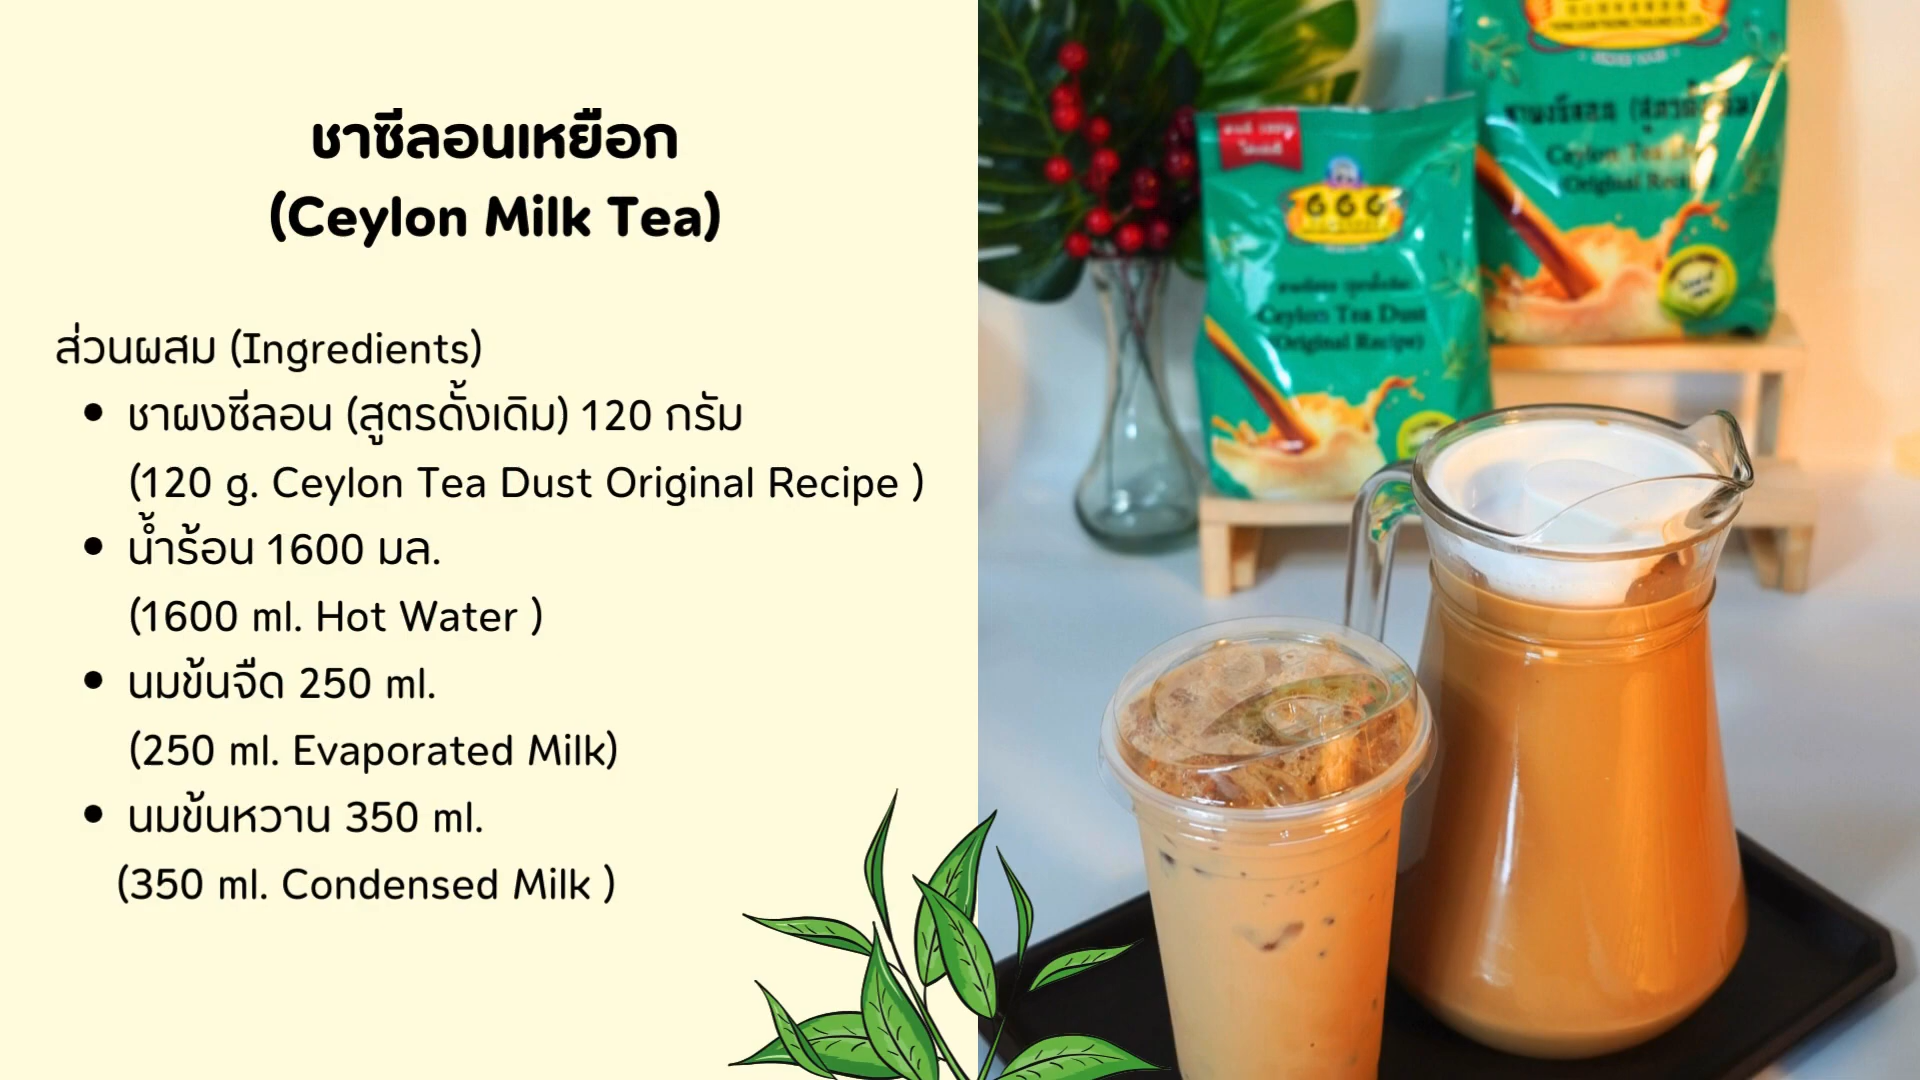 ชาซีลอนเหยือก
(Ceylon Milk Tea)
ส่วนผสม (Ingredients)
ชาผงซีลอน (สูตรดั้งเดิม) 120 กรัม
(120 g. Ceylon Tea Dust Original Recipe )
น้ำร้อน 1600 มล.
(1600 ml. Hot Water )
นมข้นจืด 250 ml.
(250 ml. Evaporated Milk)
นมข้นหวาน 350 ml.
(350 ml. Condensed Milk )
Ceylon Tea
(Original
G G G
Ceylon Tea Dust
(Original Recipe)